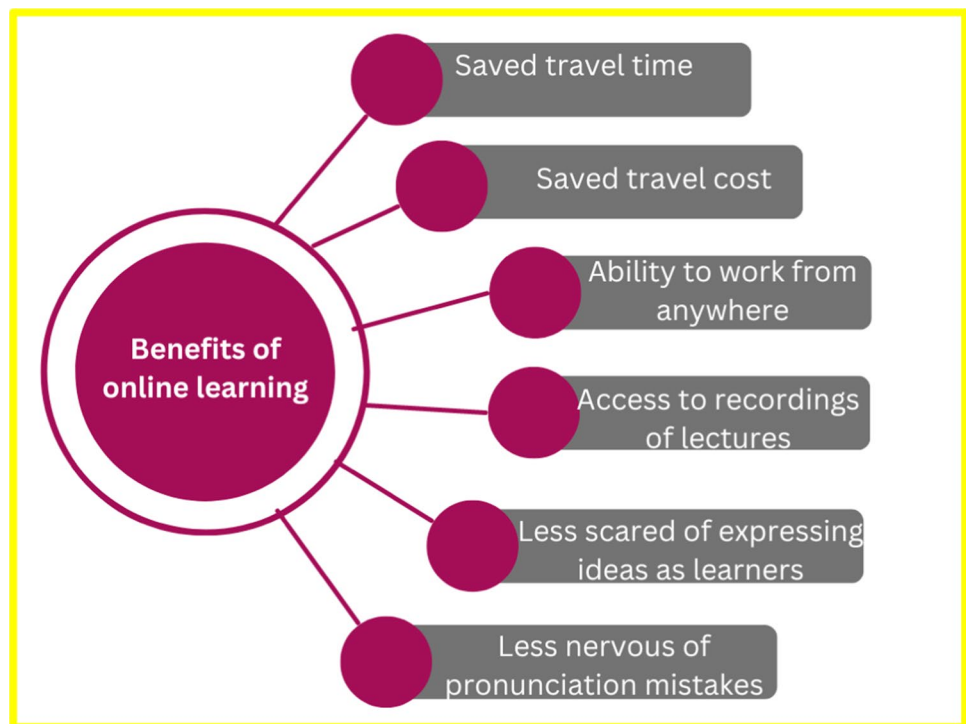 Saved travel time
Saved travel cost
Ability to work from
anywhere
Benefits of
online learning
Access to recordings
of lectures
Less scared of expressing
ideas as learners
Less nervous of
pronunciation mistakes